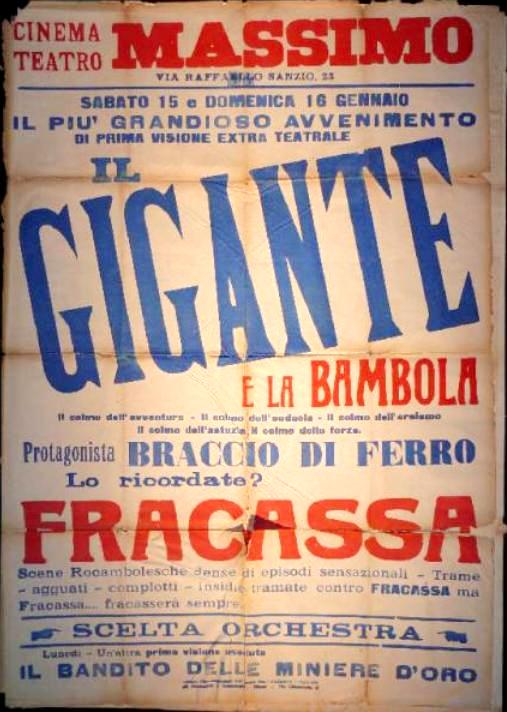 CINEMA
TEATRO
MASSIMO
VIA RAFFAELLO SANZIO, 23
SABATO 15 e DOMENICA 16 GENNAIO
IL PIU' GRANDIOSO AVVENIMENTO
DI PRIMA VISIONE EXTRA TEATRALE
IL
GIGANTE
E LA BAMBOLA
Il colmo dell'avventura - Il colmo dell'audacia - Il colmo dell'eroismo
Il colmo dell'astuzia Il colmo della forza.
Protagonista BRACCIO DI FERRO
Lo ricordate?
FRACASSA
Scene Rocambolesche dense di episodi sensazionali - Trame
- agguati - complotti - insidie tramate contro FRACASSA ma
Fracassa... fracasserà sempre
SCELTA ORCHESTRA
Lunedì - Un'altra prima visione assoluta
IL BANDITO DELLE MINIERE D'ORO